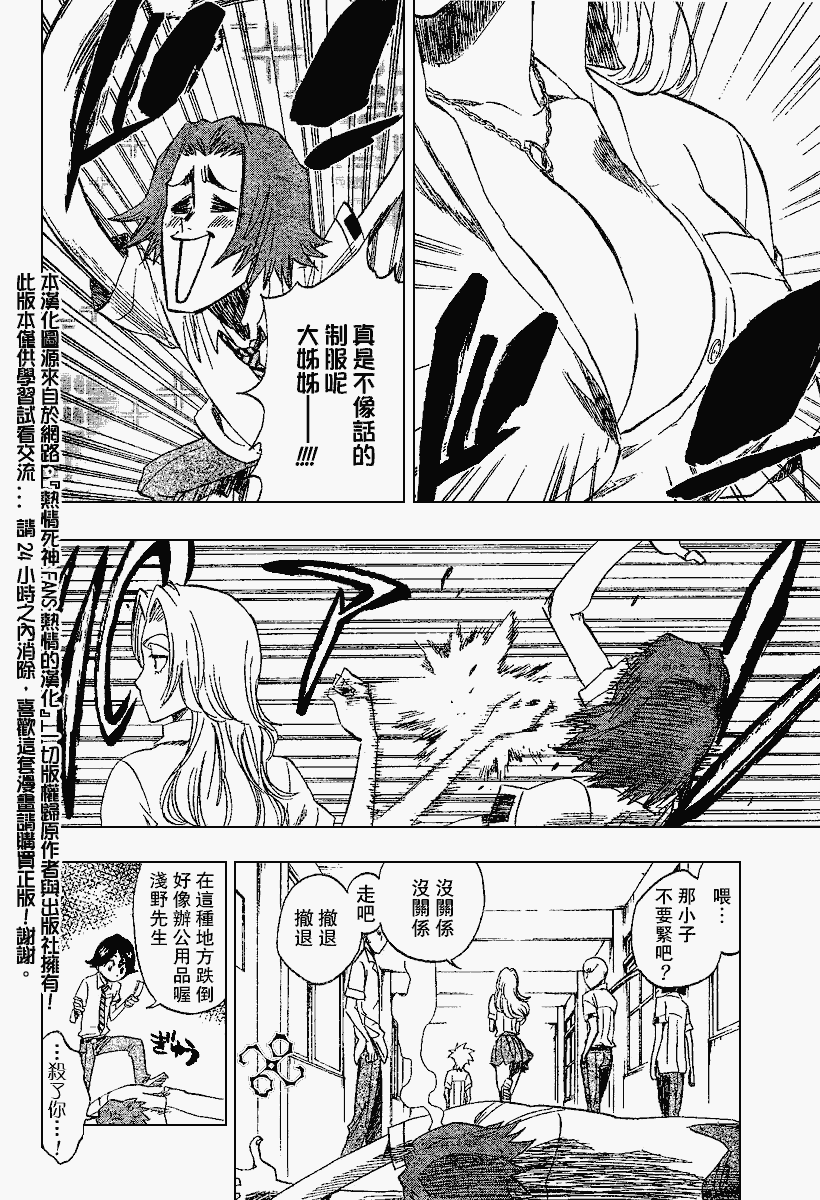 真是不像話的
制服呢
大姊姊——
!!!!
喂…
那小子
不要緊吧？
沒關係
沒關係
走吧
撤退
撤退
在這種地方跌倒
好像辦公用品喔
淺野先生
…殺了你…！
本漢化圖源來自於網路，『熱情死神FANS熱情的漢化』一切版權歸原作者與出版社擁有！
此版本僅供學習試看交流... 請 24 小時之內消除，喜歡這套漫畫請購買正版！謝謝。